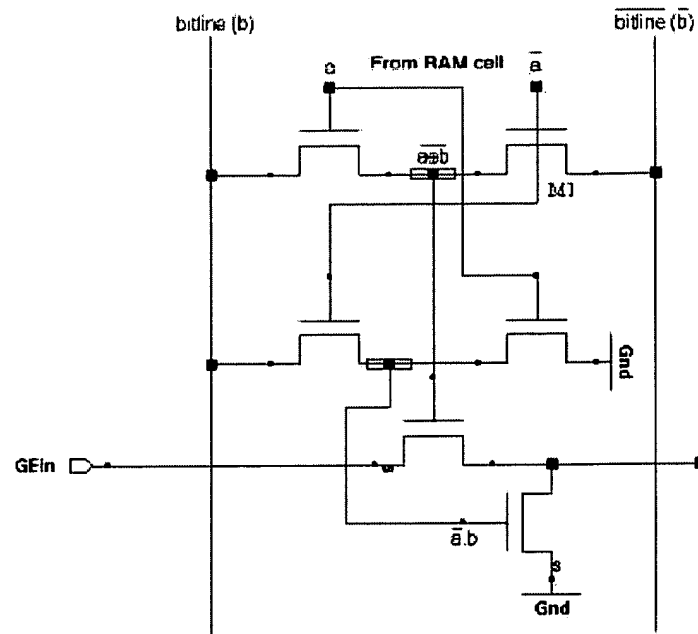 bitline (b)
bitline (b̅)
From RAM cell
a̅
M1
Gnd
GEin
a̅.b
s
Gnd